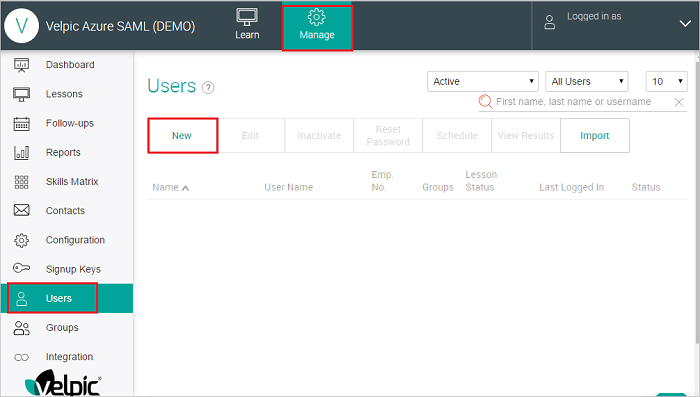 V Velpic Azure SAML (DEMO)
Learn
Manage
Logged in as
Dashboard
Lessons
Follow-ups
Reports
Skills Matrix
Contacts
Configuration
Signup Keys
Users
Groups
Integration
velpic®
Users ?
Active All Users 10
First name, last name or username
New Edit Inactivate Reset Password Schedule View Results Import
Name User Name Emp. No. Groups Lesson Status Last Logged In Status